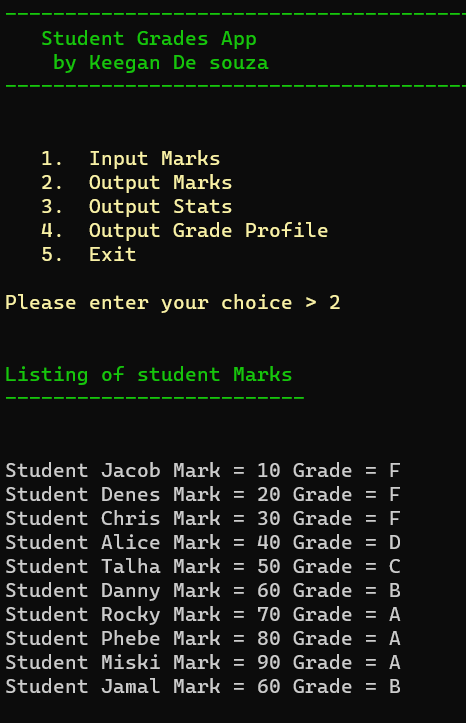 Student Grades App
by Keegan De souza
1. Input Marks
2. Output Marks
3. Output Stats
4. Output Grade Profile
5. Exit
Please enter your choice > 2
Listing of student Marks
Student Jacob Mark = 10 Grade = F
Student Denes Mark = 20 Grade = F
Student Chris Mark = 30 Grade = F
Student Alice Mark = 40 Grade = D
Student Talha Mark = 50 Grade = C
Student Danny Mark = 60 Grade = B
Student Rocky Mark = 70 Grade = A
Student Phebe Mark = 80 Grade = A
Student Miski Mark = 90 Grade = A
Student Jamal Mark = 60 Grade = B